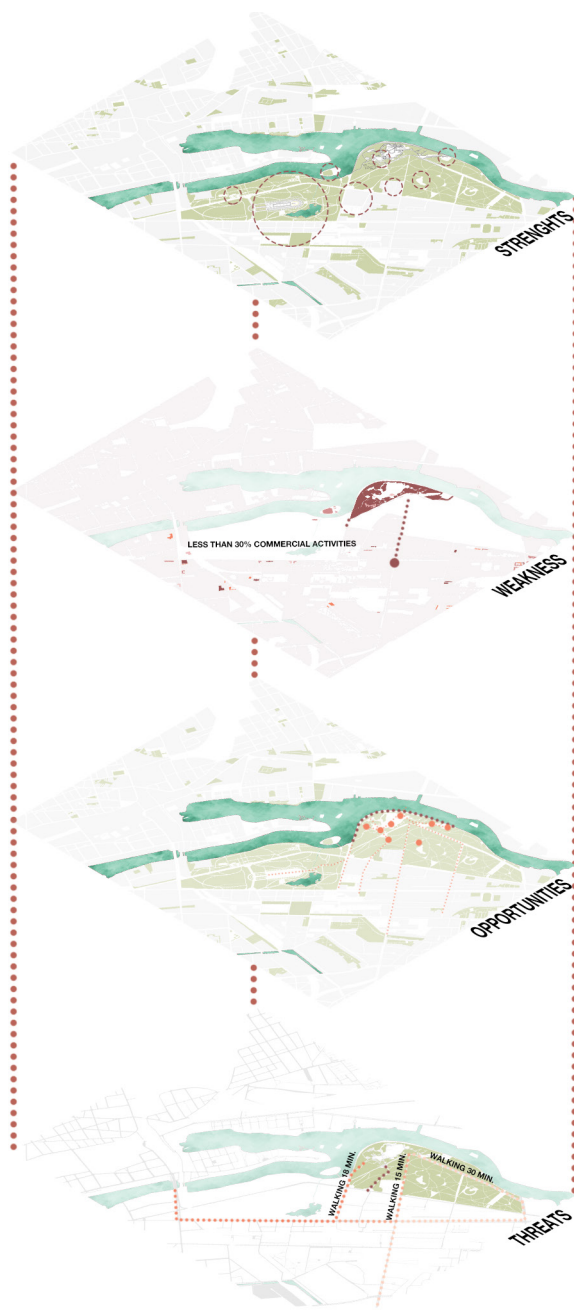 STRENGHTS
LESS THAN 30% COMMERCIAL ACTIVITIES
WEAKNESS
OPPORTUNITIES
WALKING 18 MIN.
WALKING 15 MIN.
WALKING 30 MIN.
THREATS